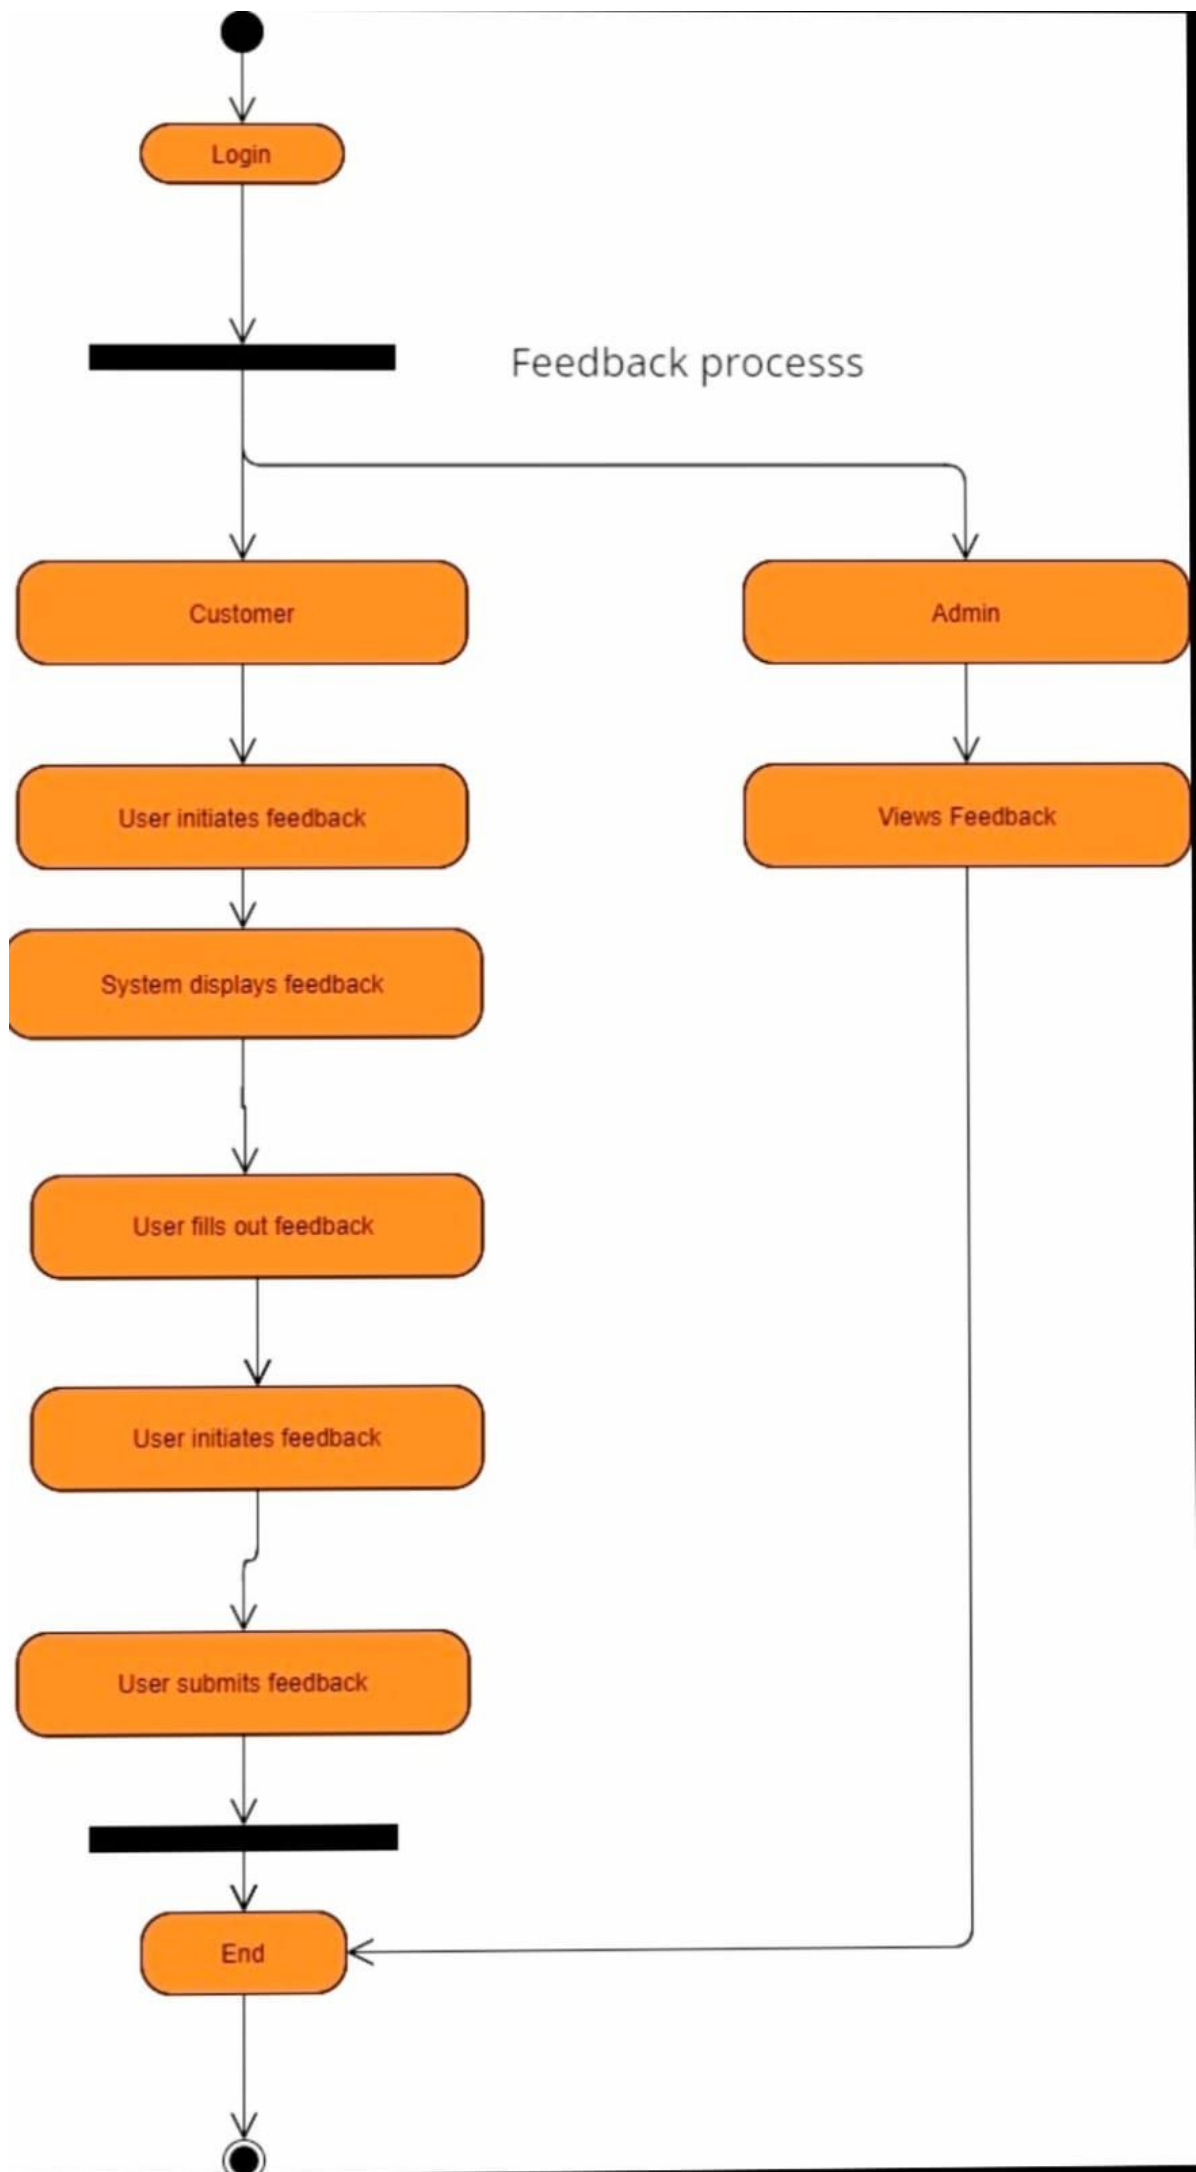 Login
Feedback processs
Customer
Admin
User initiates feedback
Views Feedback
System displays feedback
User fills out feedback
User initiates feedback
User submits feedback
End